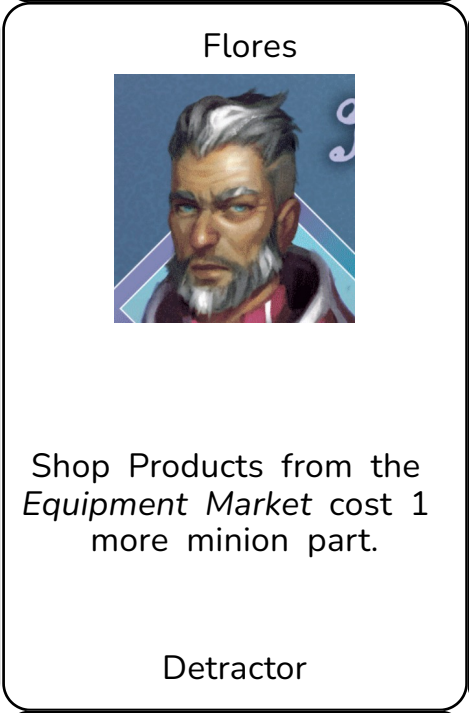 Flores
Shop Products from the
Equipment Market cost 1
more minion part.
Detractor